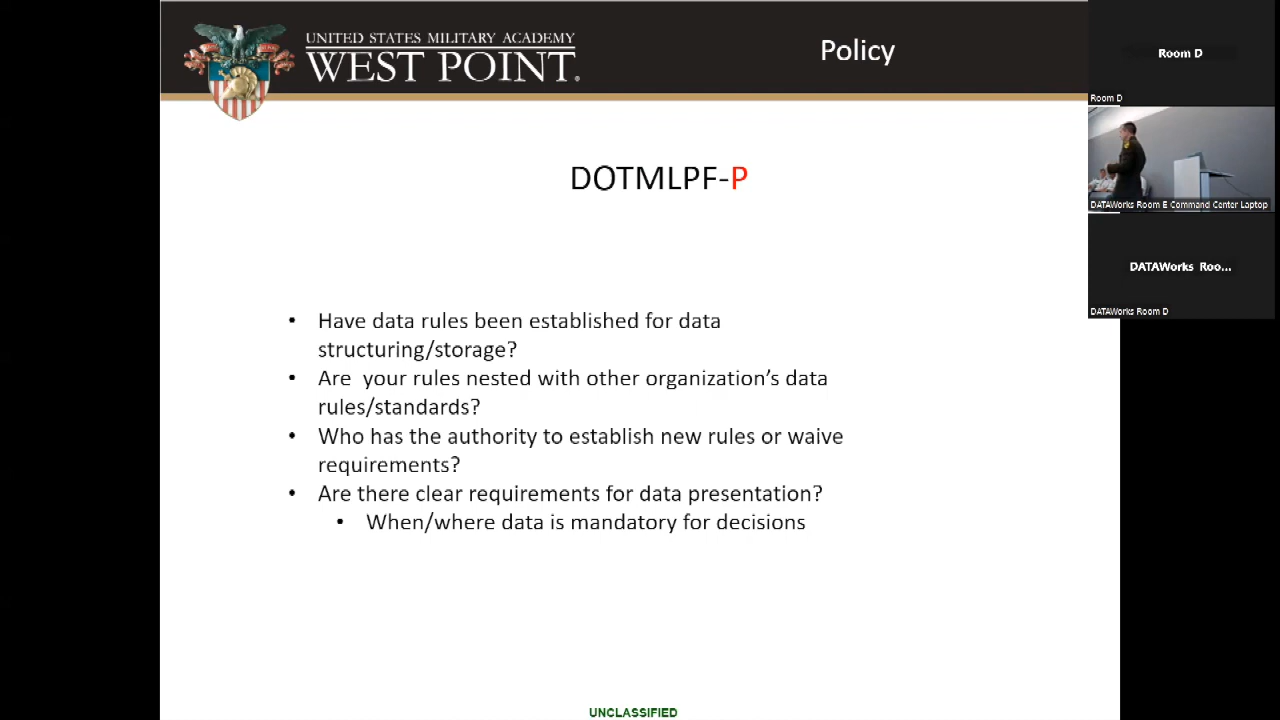 UNITED STATES MILITARY ACADEMY
WEST POINT.
Policy
DOTMLPF-P
• Have data rules been established for data
structuring/storage?
• Are  your rules nested with other organization’s data
rules/standards?
• Who has the authority to establish new rules or waive
requirements?
• Are there clear requirements for data presentation?
• When/where data is mandatory for decisions
UNCLASSIFIED
Room D
Room D
DATAWorks Room E Command Center Laptop
DATAWorks Roo...
DATAWorks Room D